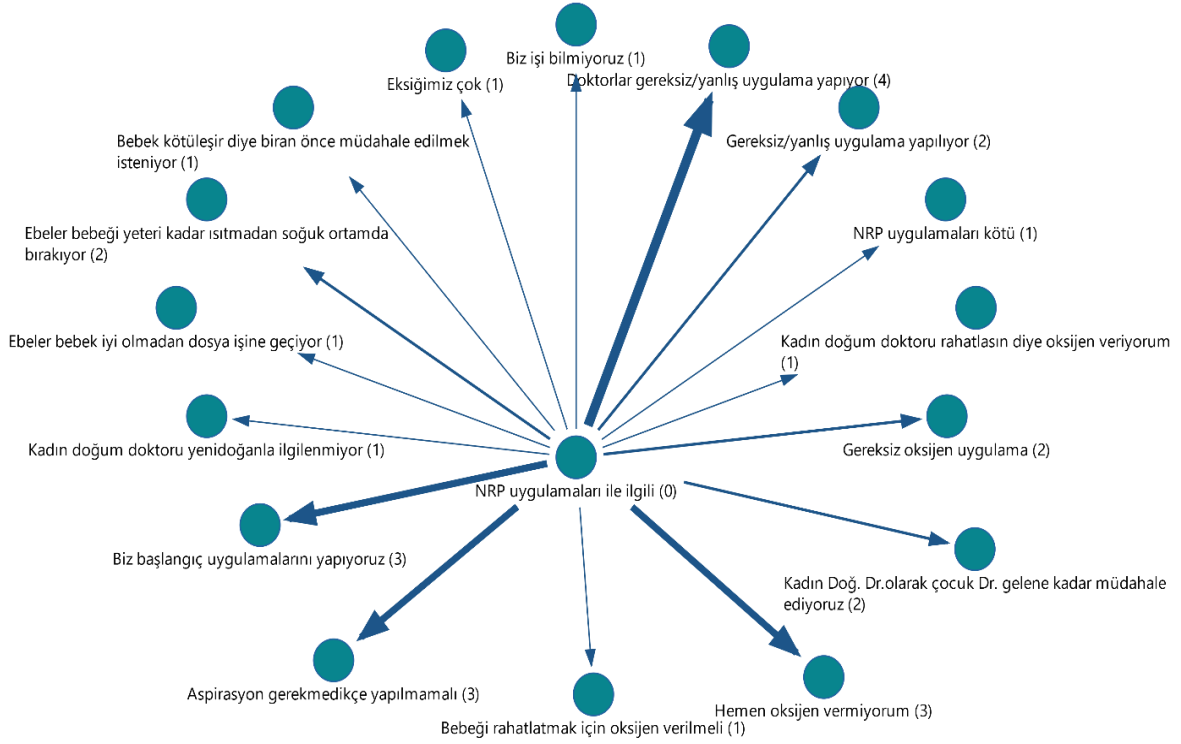 Biz işi bilmiyoruz (1)
Doktorlar gereksiz/yanlış uygulama yapıyor (4)
Eksiğimiz çok (1)
Bebek kötüleşir diye biran önce müdahale edilmek
isteniyor (1)
Gereksiz/yanlış uygulama yapılıyor (2)
Ebeler bebeği yeteri kadar ısıtmadan soğuk ortamda
bırakıyor (2)
NRP uygulamaları kötü (1)
Ebeler bebek iyi olmadan dosya işine geçiyor (1)
Kadın doğum doktoru rahatlasın diye oksijen veriyorum
(1)
Kadın doğum doktoru yenidoğanla ilgilenmiyor (1)
Gereksiz oksijen uygulama (2)
NRP uygulamaları ile ilgili (0)
Biz başlangıç uygulamalarını yapıyoruz (3)
Kadın Doğ. Dr.olarak çocuk Dr. gelene kadar müdahale
ediyoruz (2)
Aspirasyon gerekmedikçe yapılmamalı (3)
Hemen oksijen vermiyorum (3)
Bebeği rahatlatmak için oksijen verilmeli (1)